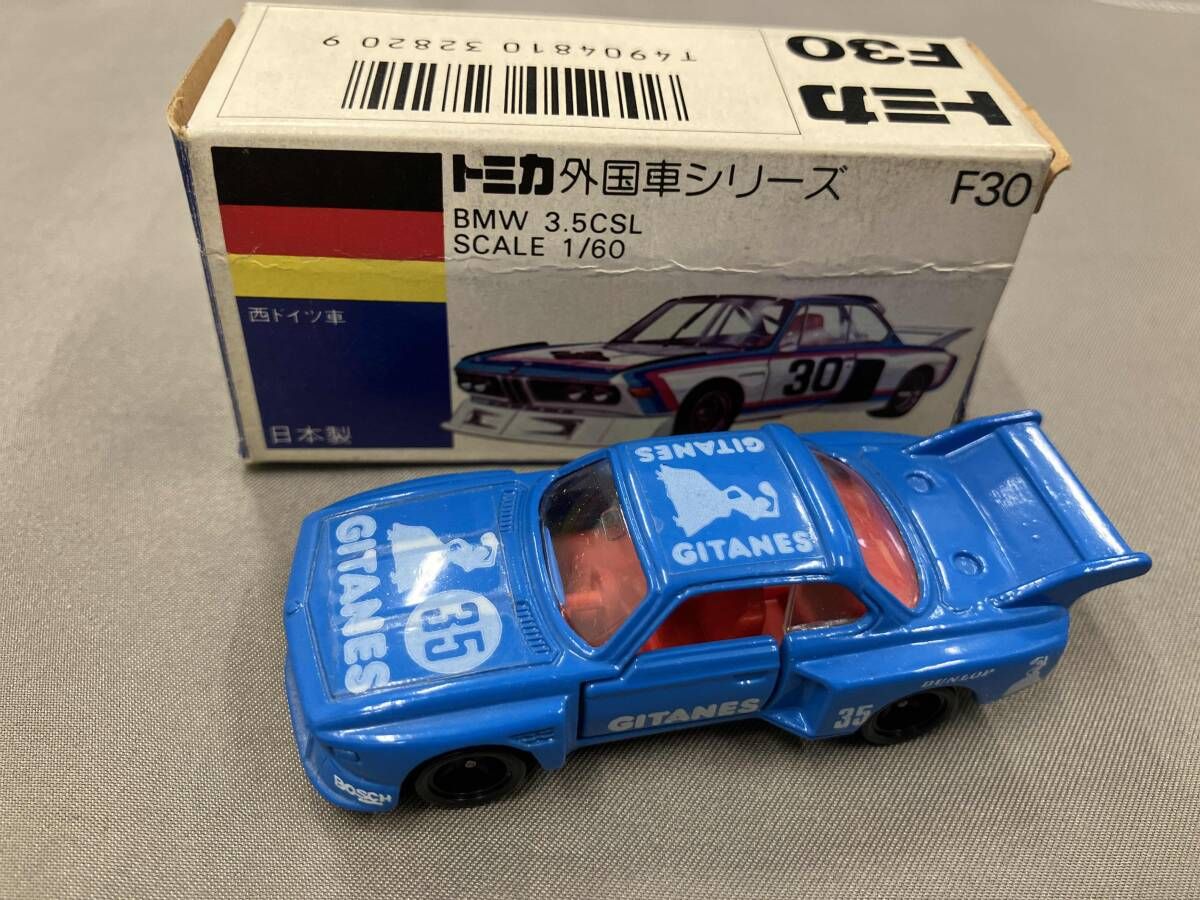 T4904810 32820 9
トミカ
F30
トミカ 外国車シリーズ F30
BMW 3.5CSL
SCALE 1/60
西ドイツ車
日本製
30
GITANES
GITANES
GITANES
35
GITANES
35
DUNLOP
BOSCH